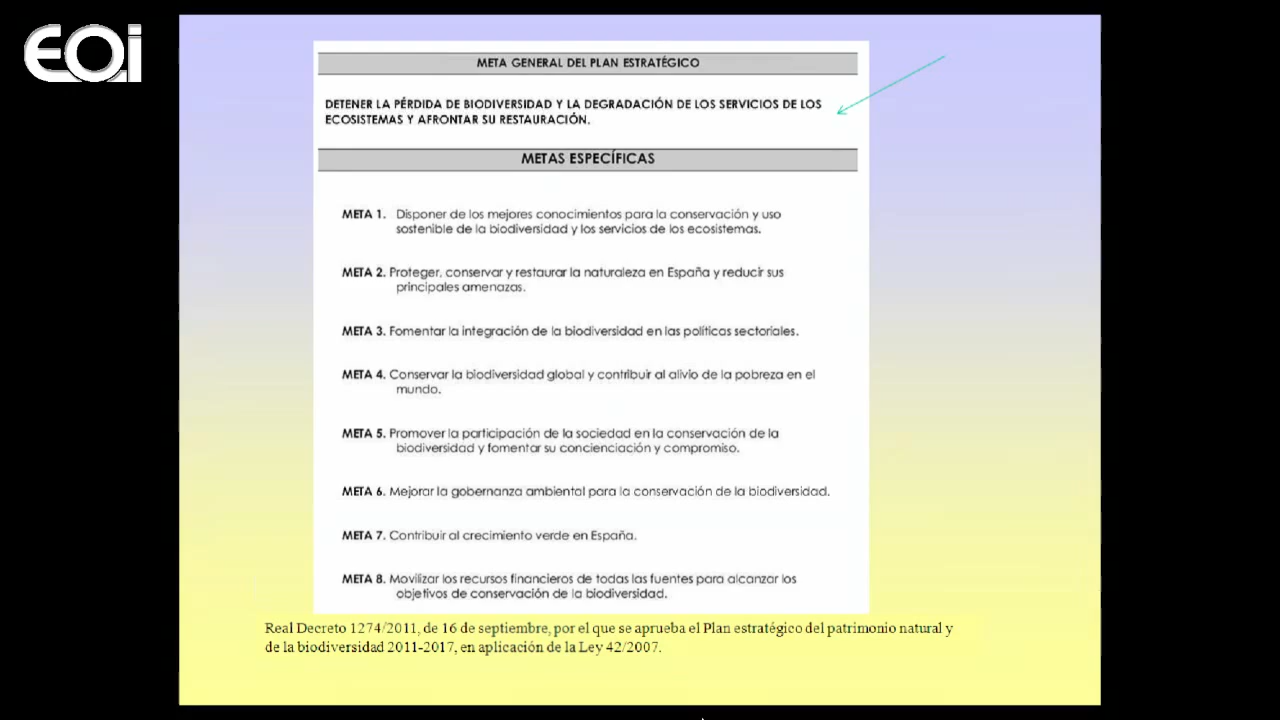 EOi
META GENERAL DEL PLAN ESTRATÉGICO
DETENER LA PÉRDIDA DE BIODIVERSIDAD Y LA DEGRADACIÓN DE LOS SERVICIOS DE LOS
ECOSISTEMAS Y AFRONTAR SU RESTAURACIÓN.
METAS ESPECÍFICAS
META 1. Disponer de los mejores conocimientos para la conservación y uso
sostenible de la biodiversidad y los servicios de los ecosistemas.
META 2. Proteger, conservar y restaurar la naturaleza en España y reducir sus
principales amenazas.
META 3. Fomentar la integración de la biodiversidad en las políticas sectoriales.
META 4. Conservar la biodiversidad global y contribuir al alivio de la pobreza en el
mundo.
META 5. Promover la participación de la sociedad en la conservación de la
biodiversidad y fomentar su concienciación y compromiso.
META 6. Mejorar la gobernanza ambiental para la conservación de la biodiversidad.
META 7. Contribuir al crecimiento verde en España.
META 8. Movilizar los recursos financieros de todas las fuentes para alcanzar los
objetivos de conservación de la biodiversidad.
Real Decreto 1274/2011, de 16 de septiembre, por el que se aprueba el Plan estratégico del patrimonio natural y
de la biodiversidad 2011-2017, en aplicación de la Ley 42/2007.